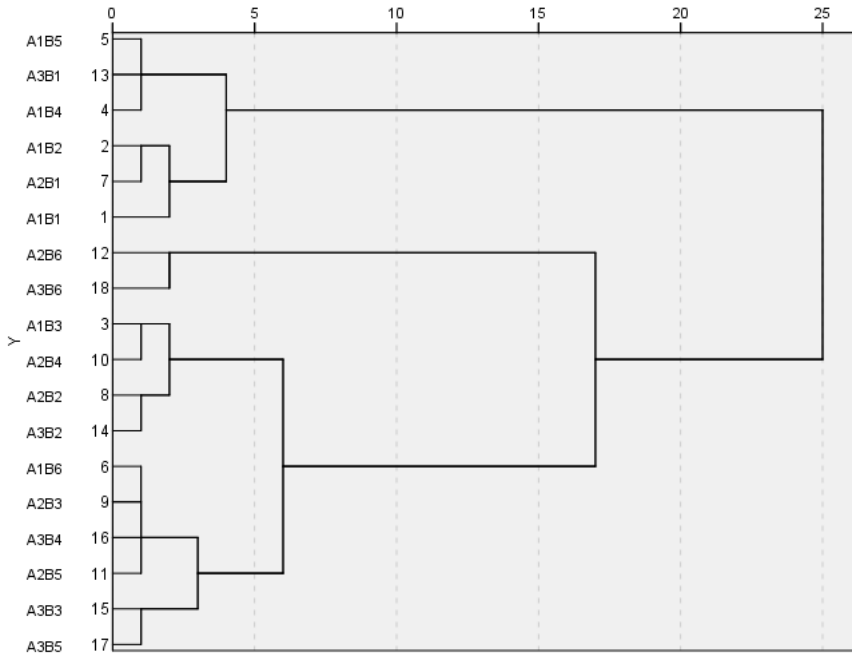 0 5 10 15 20 25
A1B5 5
A3B1 13
A1B4 4
A1B2 2
A2B1 7
A1B1 1
A2B6 12
A3B6 18
A1B3 3
Y
A2B4 10
A2B2 8
A3B2 14
A1B6 6
A2B3 9
A3B4 16
A2B5 11
A3B3 15
A3B5 17